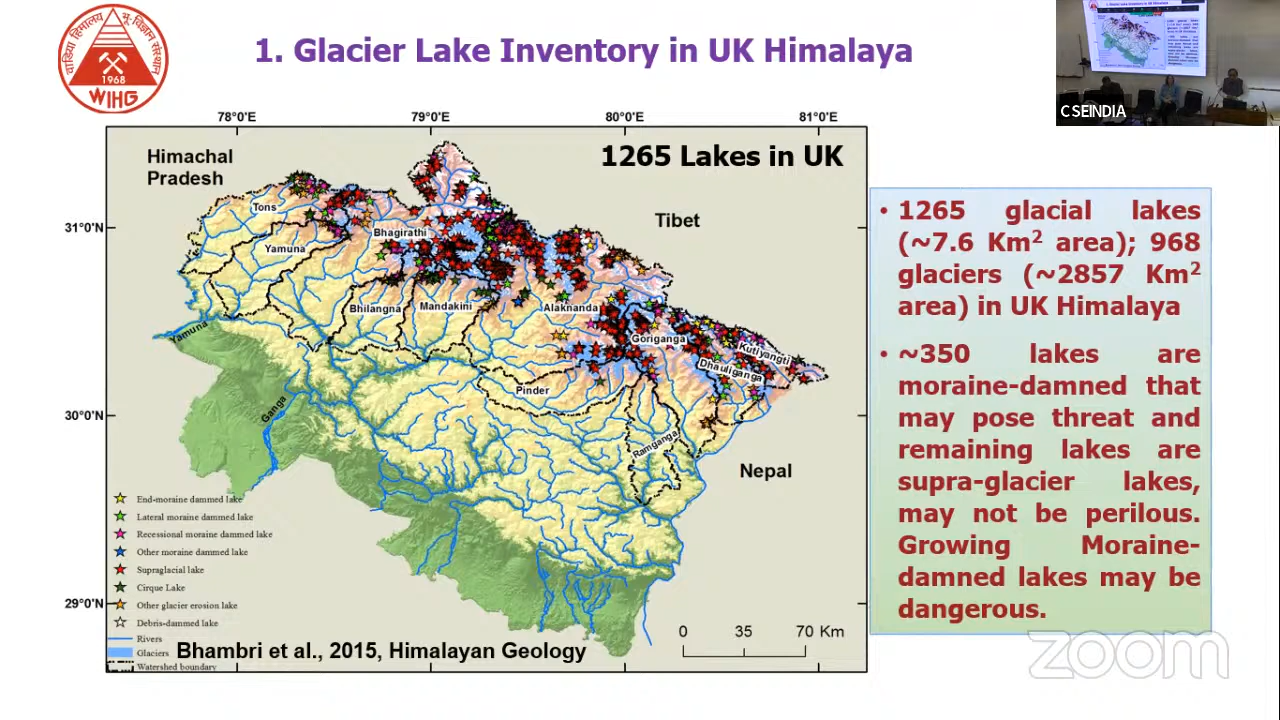 1. Glacier Lake Inventory in UK Himalaya
वाडिया हिमालय भू-विज्ञान संस्थान
1968
WIHG
CSEINDIA
78°0'E
79°0'E
80°0'E
81°0'E
31°0'N
30°0'N
29°0'N
Himachal
Pradesh
1265 Lakes in UK
Tibet
Nepal
Tons
Yamuna
Bhagirathi
Bhilangna
Mandakini
Alaknanda
Goriganga
Kutiyangti
Dhauliganga
Pinder
Ramganga
Yamuna
Ganga
End-moraine dammed lake
Lateral moraine dammed lake
Recessional moraine dammed lake
Other moraine dammed lake
Supraglacial lake
Cirque Lake
Other glacier erosion lake
Debris-dammed lake
Rivers
Glaciers
Watershed boundary
Bhambri et al., 2015, Himalayan Geology
0 35 70 Km
• 1265 glacial lakes
(~7.6 Km² area); 968
glaciers (~2857 Km²
area) in UK Himalaya
• ~350 lakes are
moraine-damned that
may pose threat and
remaining lakes are
supra-glacier lakes,
may not be perilous.
Growing Moraine-
damned lakes may be
dangerous.
zoom